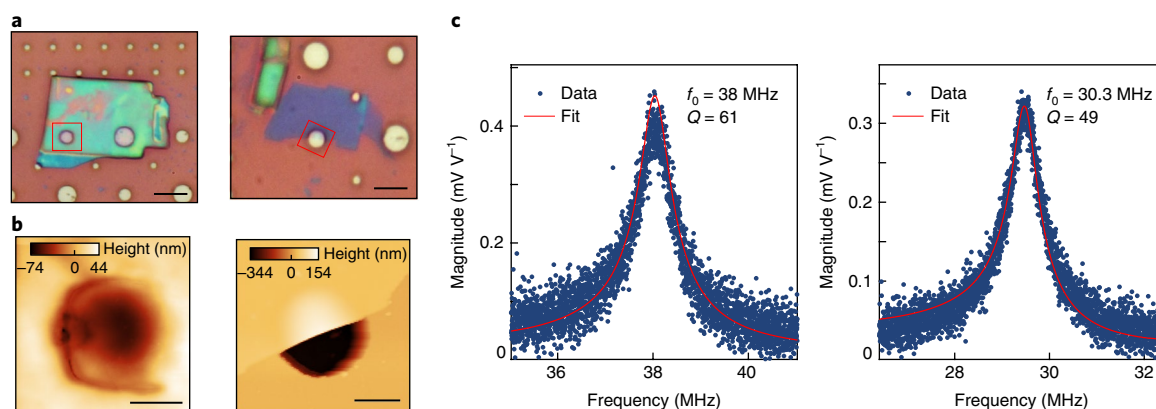 a
b
Height (nm)
–74 0 44
Height (nm)
–344 0 154
c
Magnitude (mV V⁻¹)
0.4
0.2
0
Data
Fit
f₀ = 38 MHz
Q = 61
36 38 40
Frequency (MHz)
Magnitude (mV V⁻¹)
0.3
0.2
0.1
0
Data
Fit
f₀ = 30.3 MHz
Q = 49
28 30 32
Frequency (MHz)